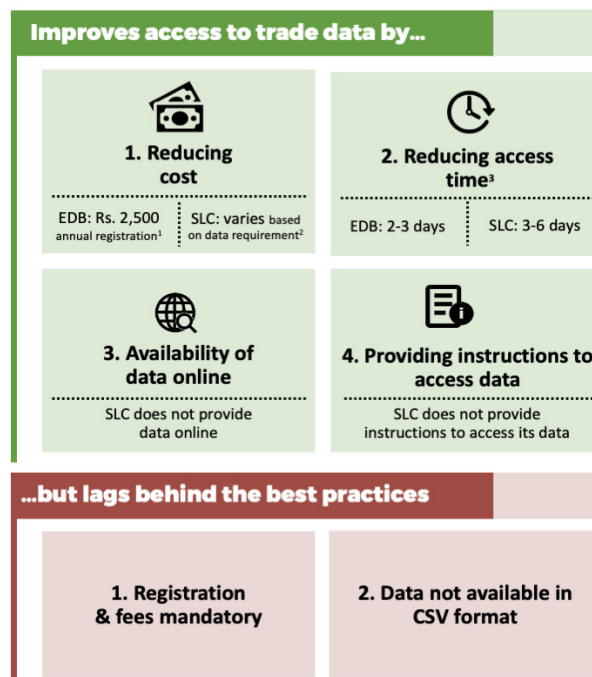 Improves access to trade data by...
1. Reducing
cost
EDB: Rs. 2,500
annual registration¹
SLC: varies based
on data requirement²
2. Reducing access
time³
EDB: 2-3 days
SLC: 3-6 days
3. Availability of
data online
SLC does not provide
data online
4. Providing instructions to
access data
SLC does not provide
instructions to access its data
...but lags behind the best practices
1. Registration
& fees mandatory
2. Data not available in
CSV format